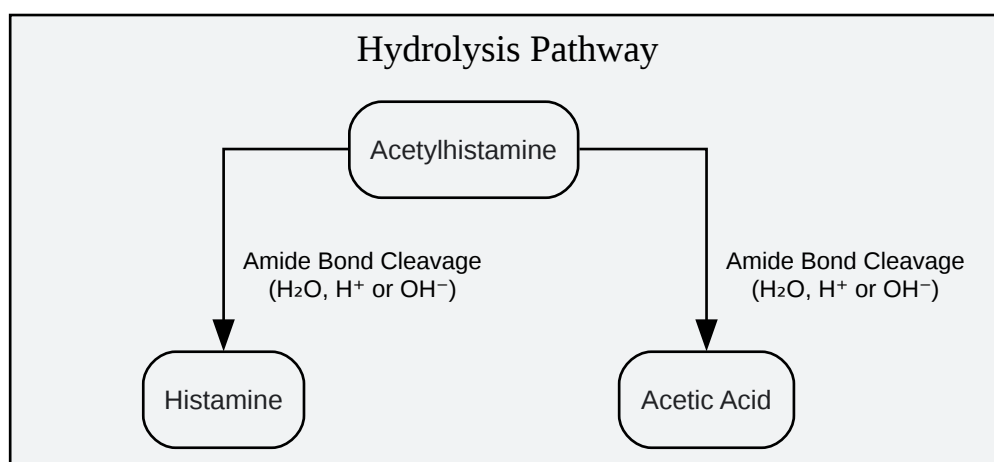 Hydrolysis Pathway
Acetylhistamine
Amide Bond Cleavage
(H₂O, H⁺ or OH⁻)
Amide Bond Cleavage
(H₂O, H⁺ or OH⁻)
Histamine
Acetic Acid